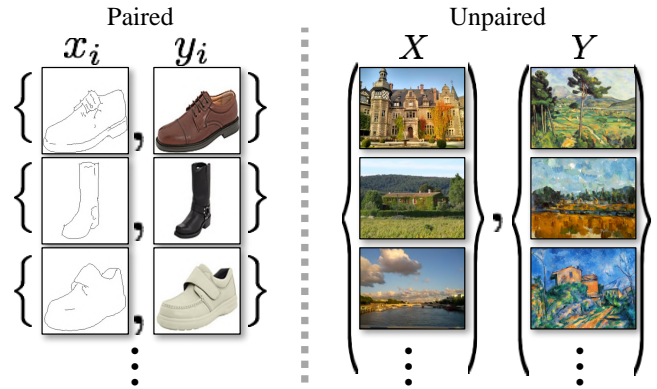 Paired
x_i y_i
{ , }
{ , }
{ , }
⋮
Unpaired
X Y
{ } , { }
⋮ ⋮